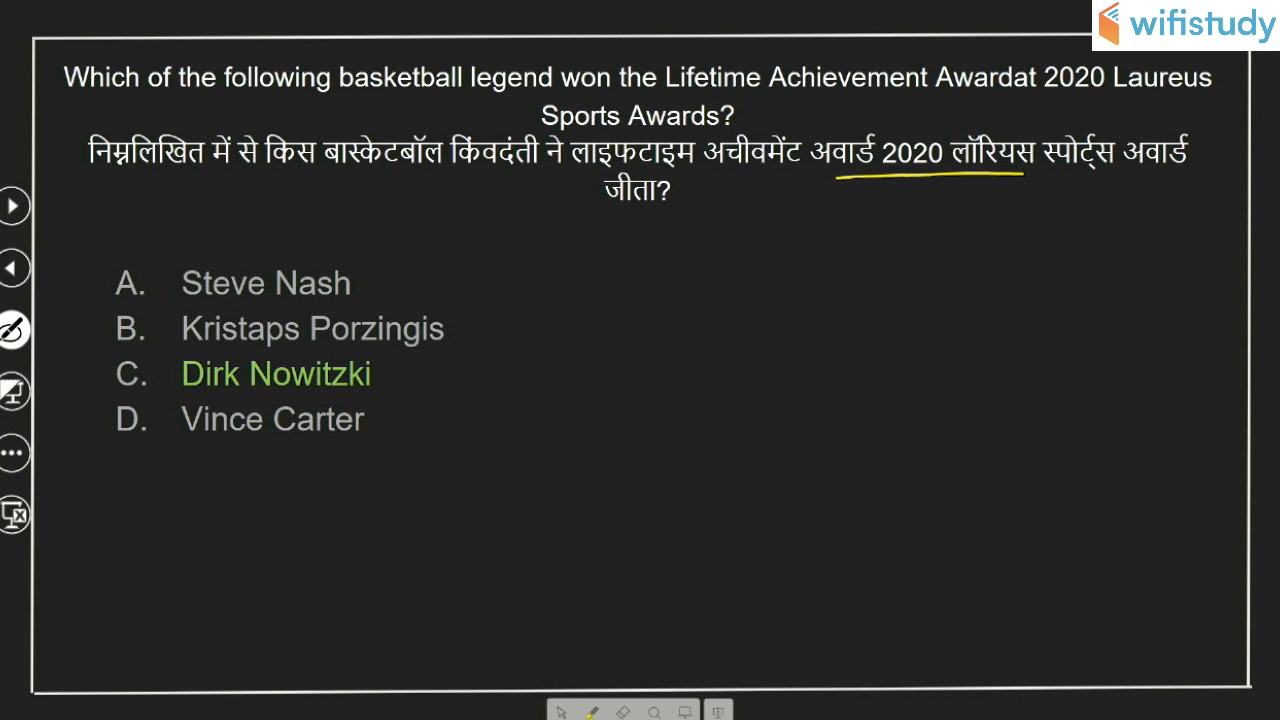 wifistudy
Which of the following basketball legend won the Lifetime Achievement Awardat 2020 Laureus
Sports Awards?
निम्नलिखित में से किस बास्केटबॉल किंवदंती ने लाइफटाइम अचीवमेंट अवार्ड 2020 लॉरियस स्पोर्ट्स अवार्ड
जीता?
A. Steve Nash
B. Kristaps Porzingis
C. Dirk Nowitzki
D. Vince Carter